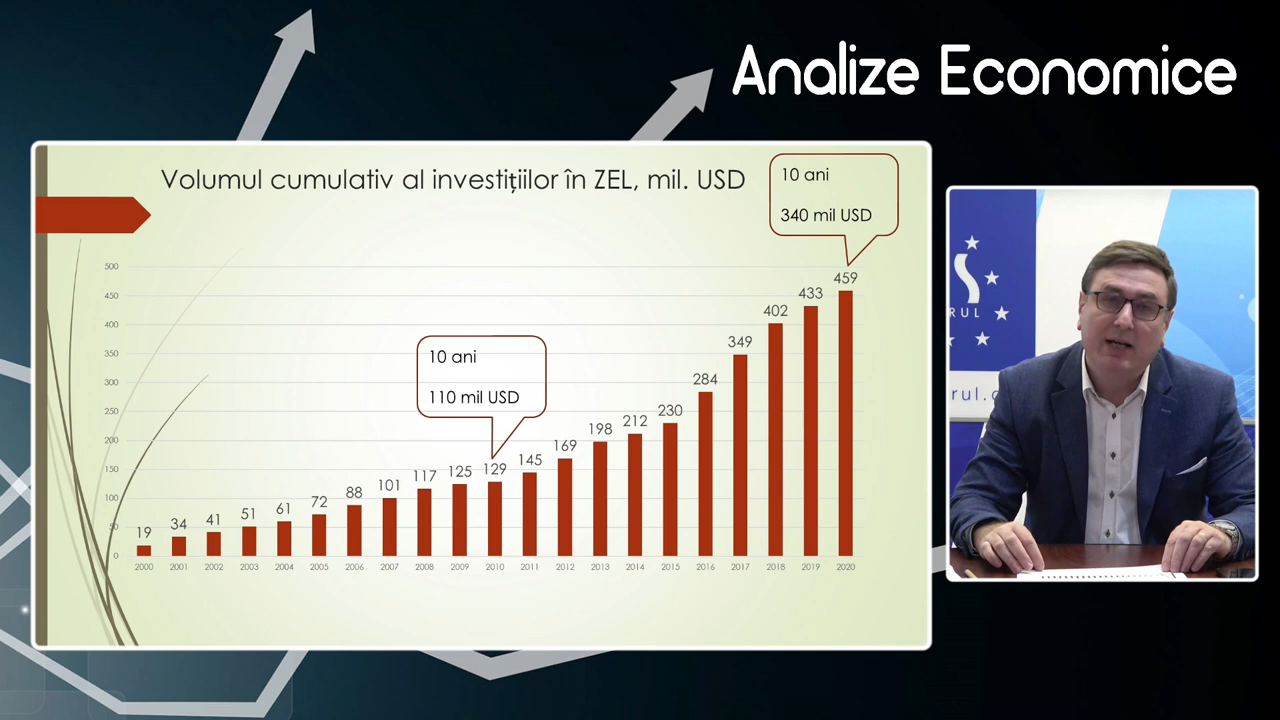 Analize Economice
Volumul cumulativ al investițiilor în ZEL, mil. USD
10 ani
340 mil USD
10 ani
110 mil USD
500
450
400
350
300
250
200
150
100
50
0
19 34 41 51 61 72 88 101 117 125 129 145 169 198 212 230 284 349 402 433 459
2000 2001 2002 2003 2004 2005 2006 2007 2008 2009 2010 2011 2012 2013 2014 2015 2016 2017 2018 2019 2020
S
RUL
rul.